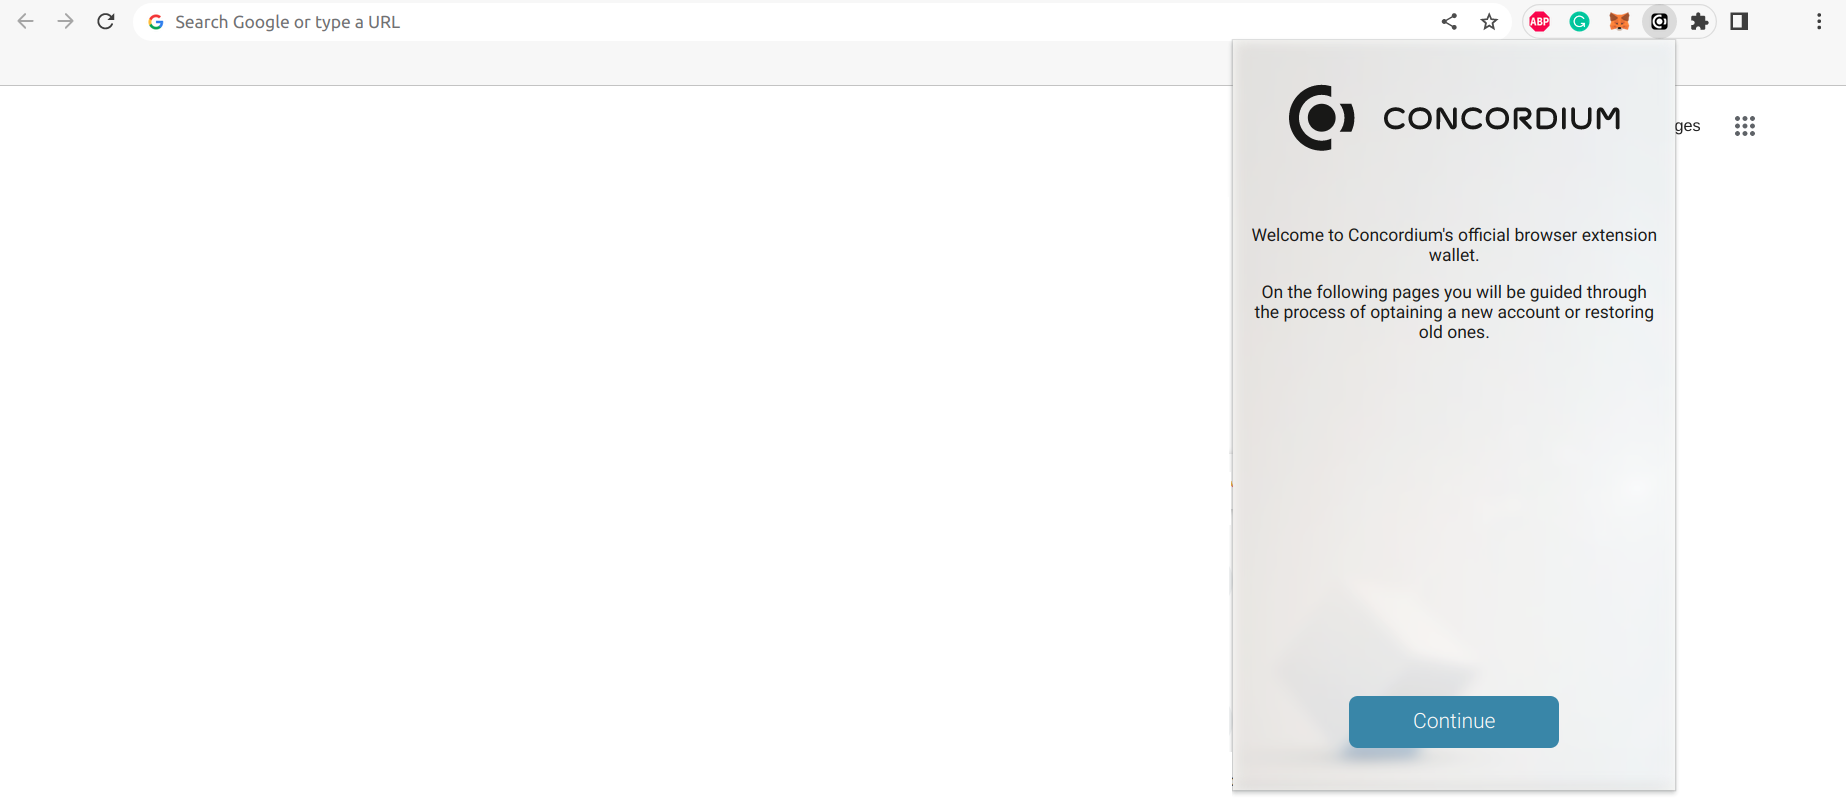 Search Google or type a URL
ABP
CONCORDIUM
ges
Welcome to Concordium's official browser extension
wallet.
On the following pages you will be guided through
the process of optaining a new account or restoring
old ones.
Continue